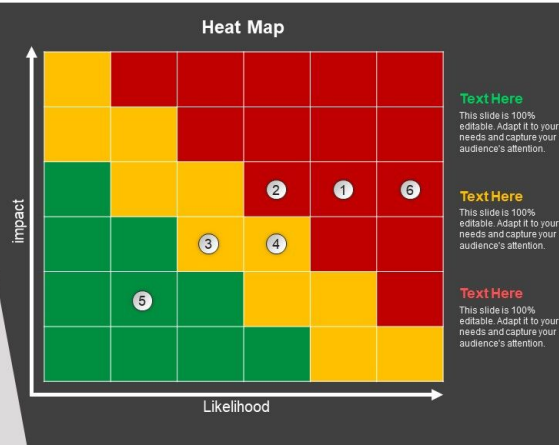 Heat Map
Text Here
This slide is 100%
editable. Adapt it to your
needs and capture your
audience's attention.
impact
2
1
6
Text Here
This slide is 100%
editable. Adapt it to your
needs and capture your
audience's attention.
3
4
5
Text Here
This slide is 100%
editable. Adapt it to your
needs and capture your
audience's attention.
Likelihood